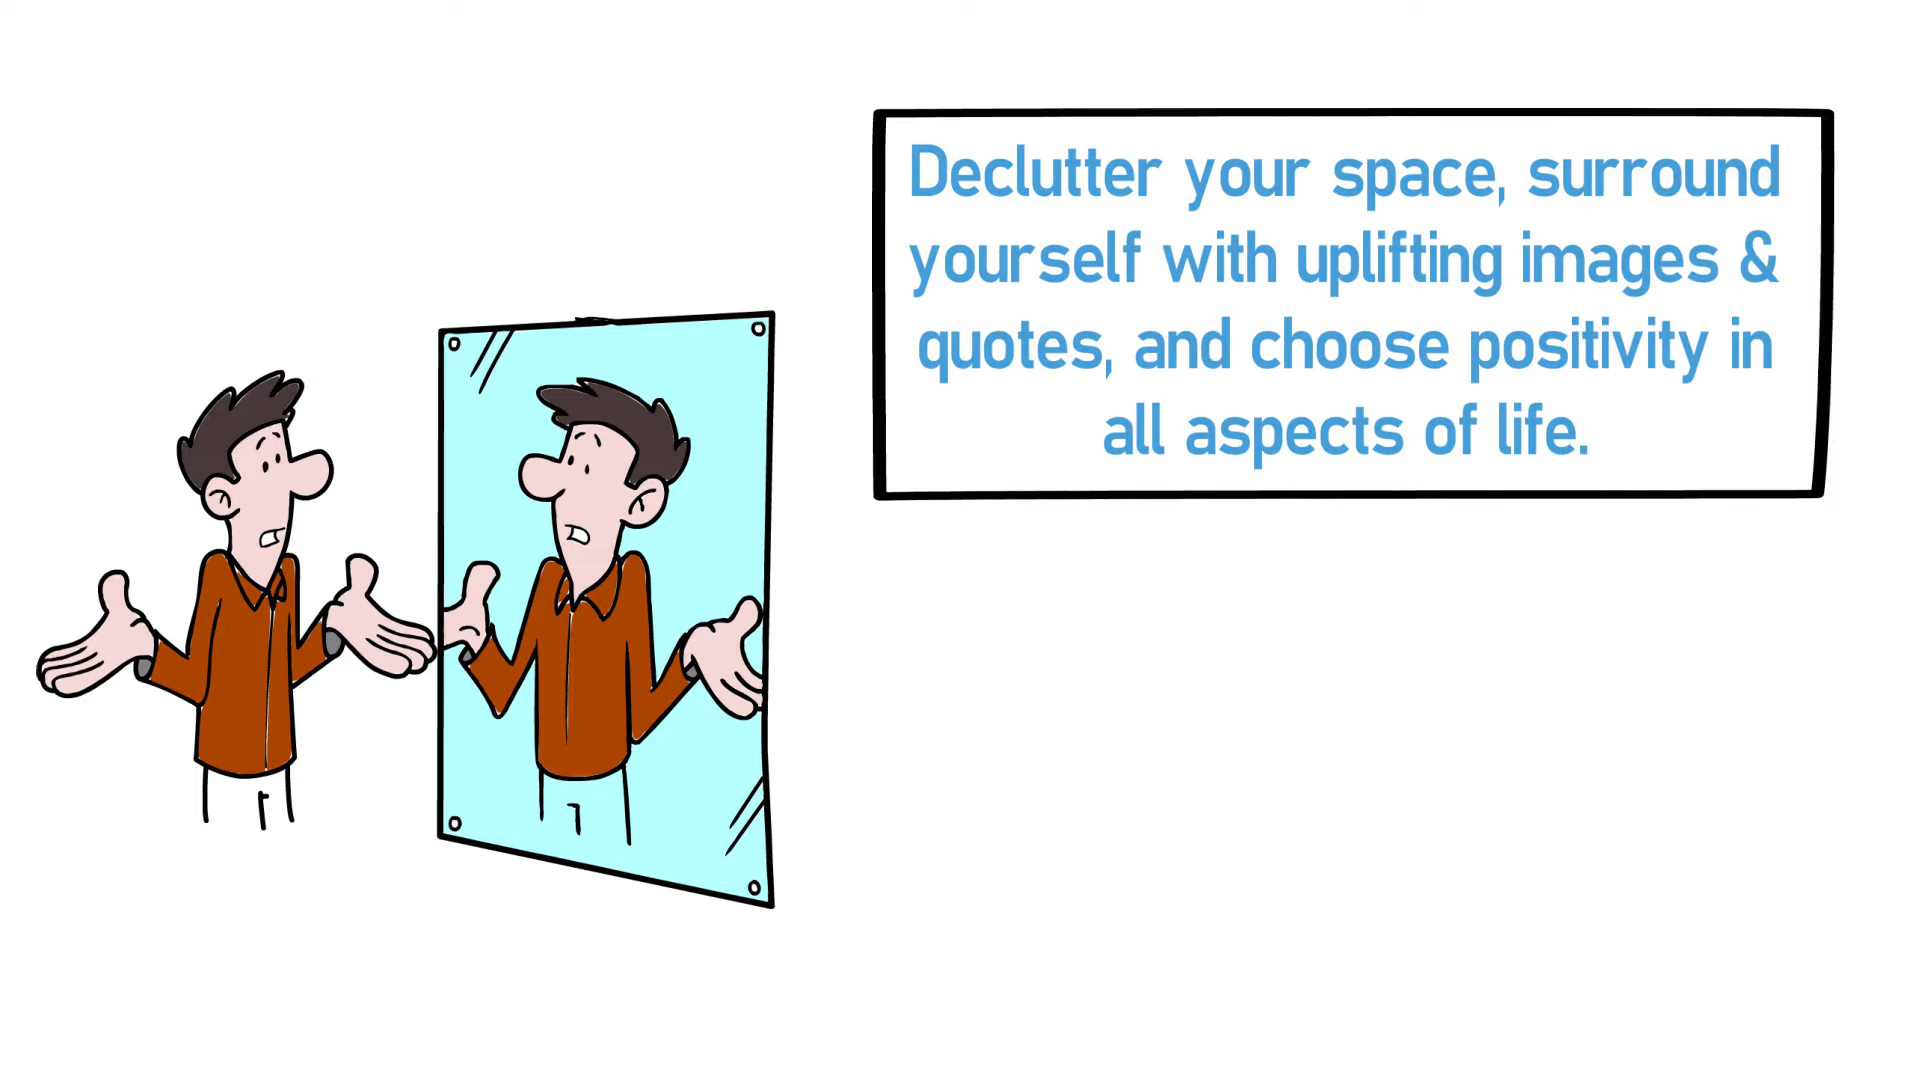 Declutter your space, surround
yourself with uplifting images &
quotes, and choose positivity in
all aspects of life.